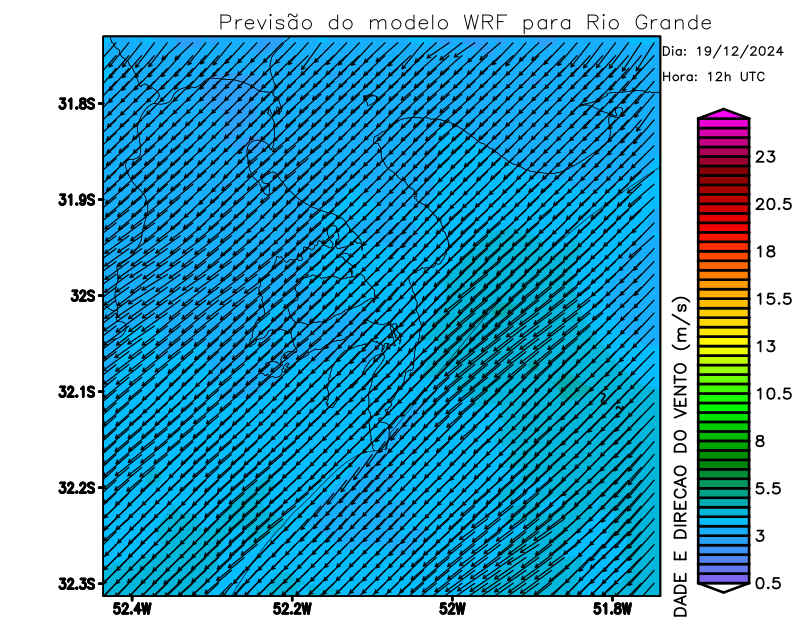 Previsão do modelo WRF para Rio Grande
Dia: 19/12/2024
Hora: 12h UTC
31.8S
31.9S
32S
32.1S
32.2S
32.3S
52.4W
52.2W
52W
51.8W
2
2
DADE E DIRECAO DO VENTO (m/s)
23
20.5
18
15.5
13
10.5
8
5.5
3
0.5